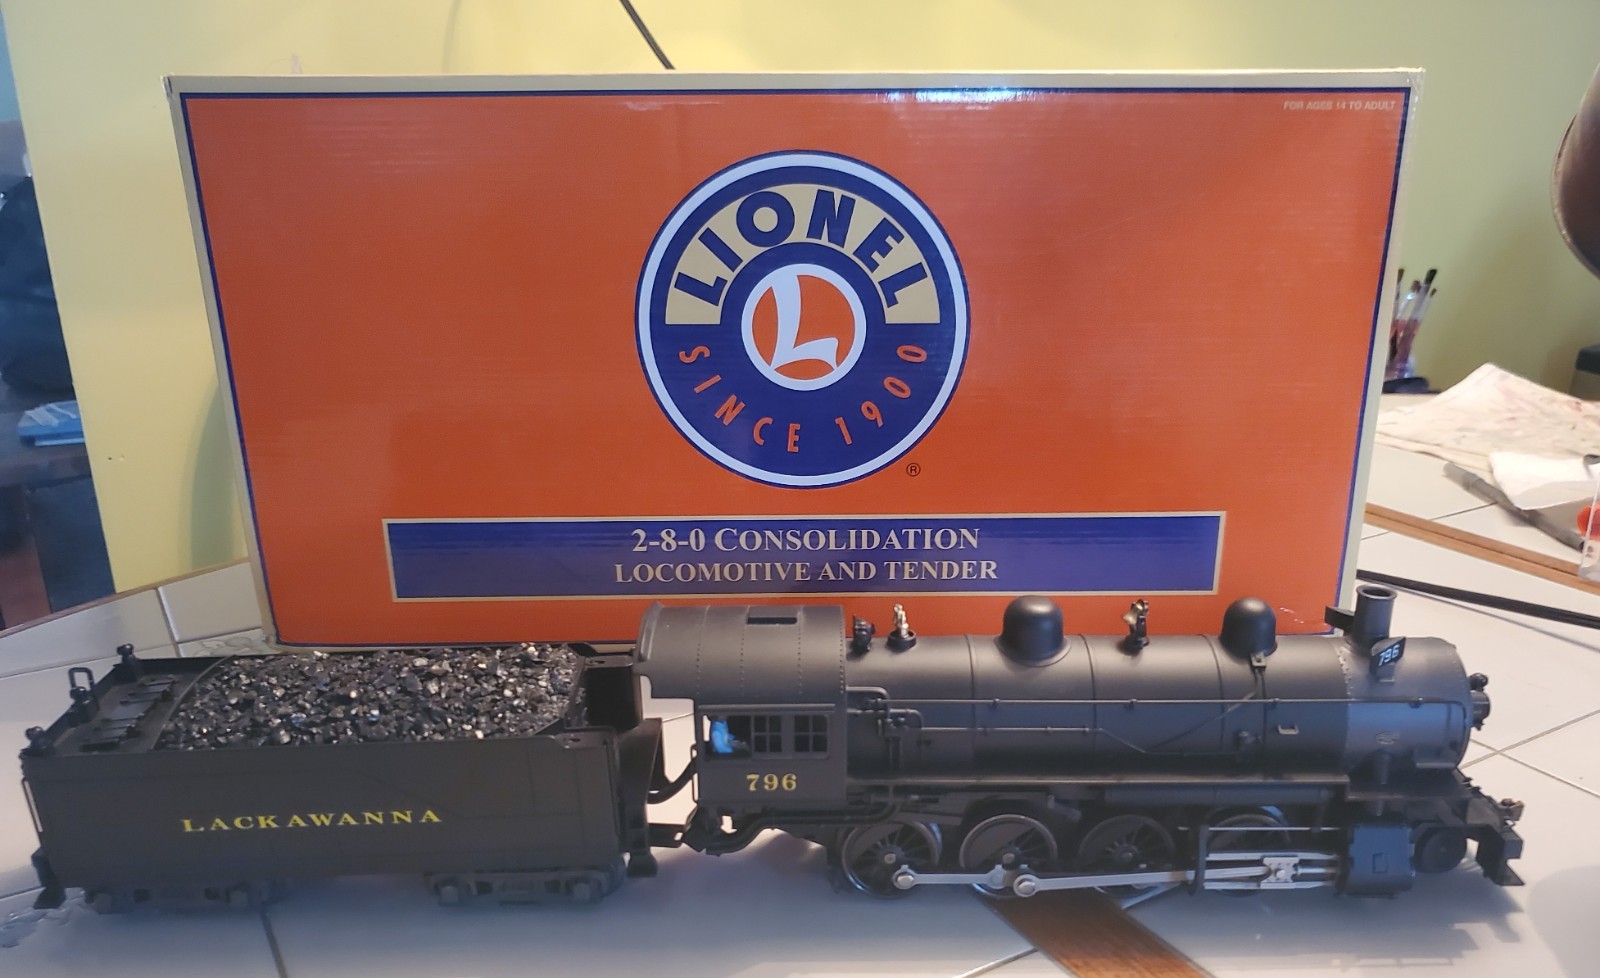 FOR AGES 14 TO ADULT
LIONEL
L
SINCE 1900
®
2-8-0 CONSOLIDATION
LOCOMOTIVE AND TENDER
796
796
LACKAWANNA